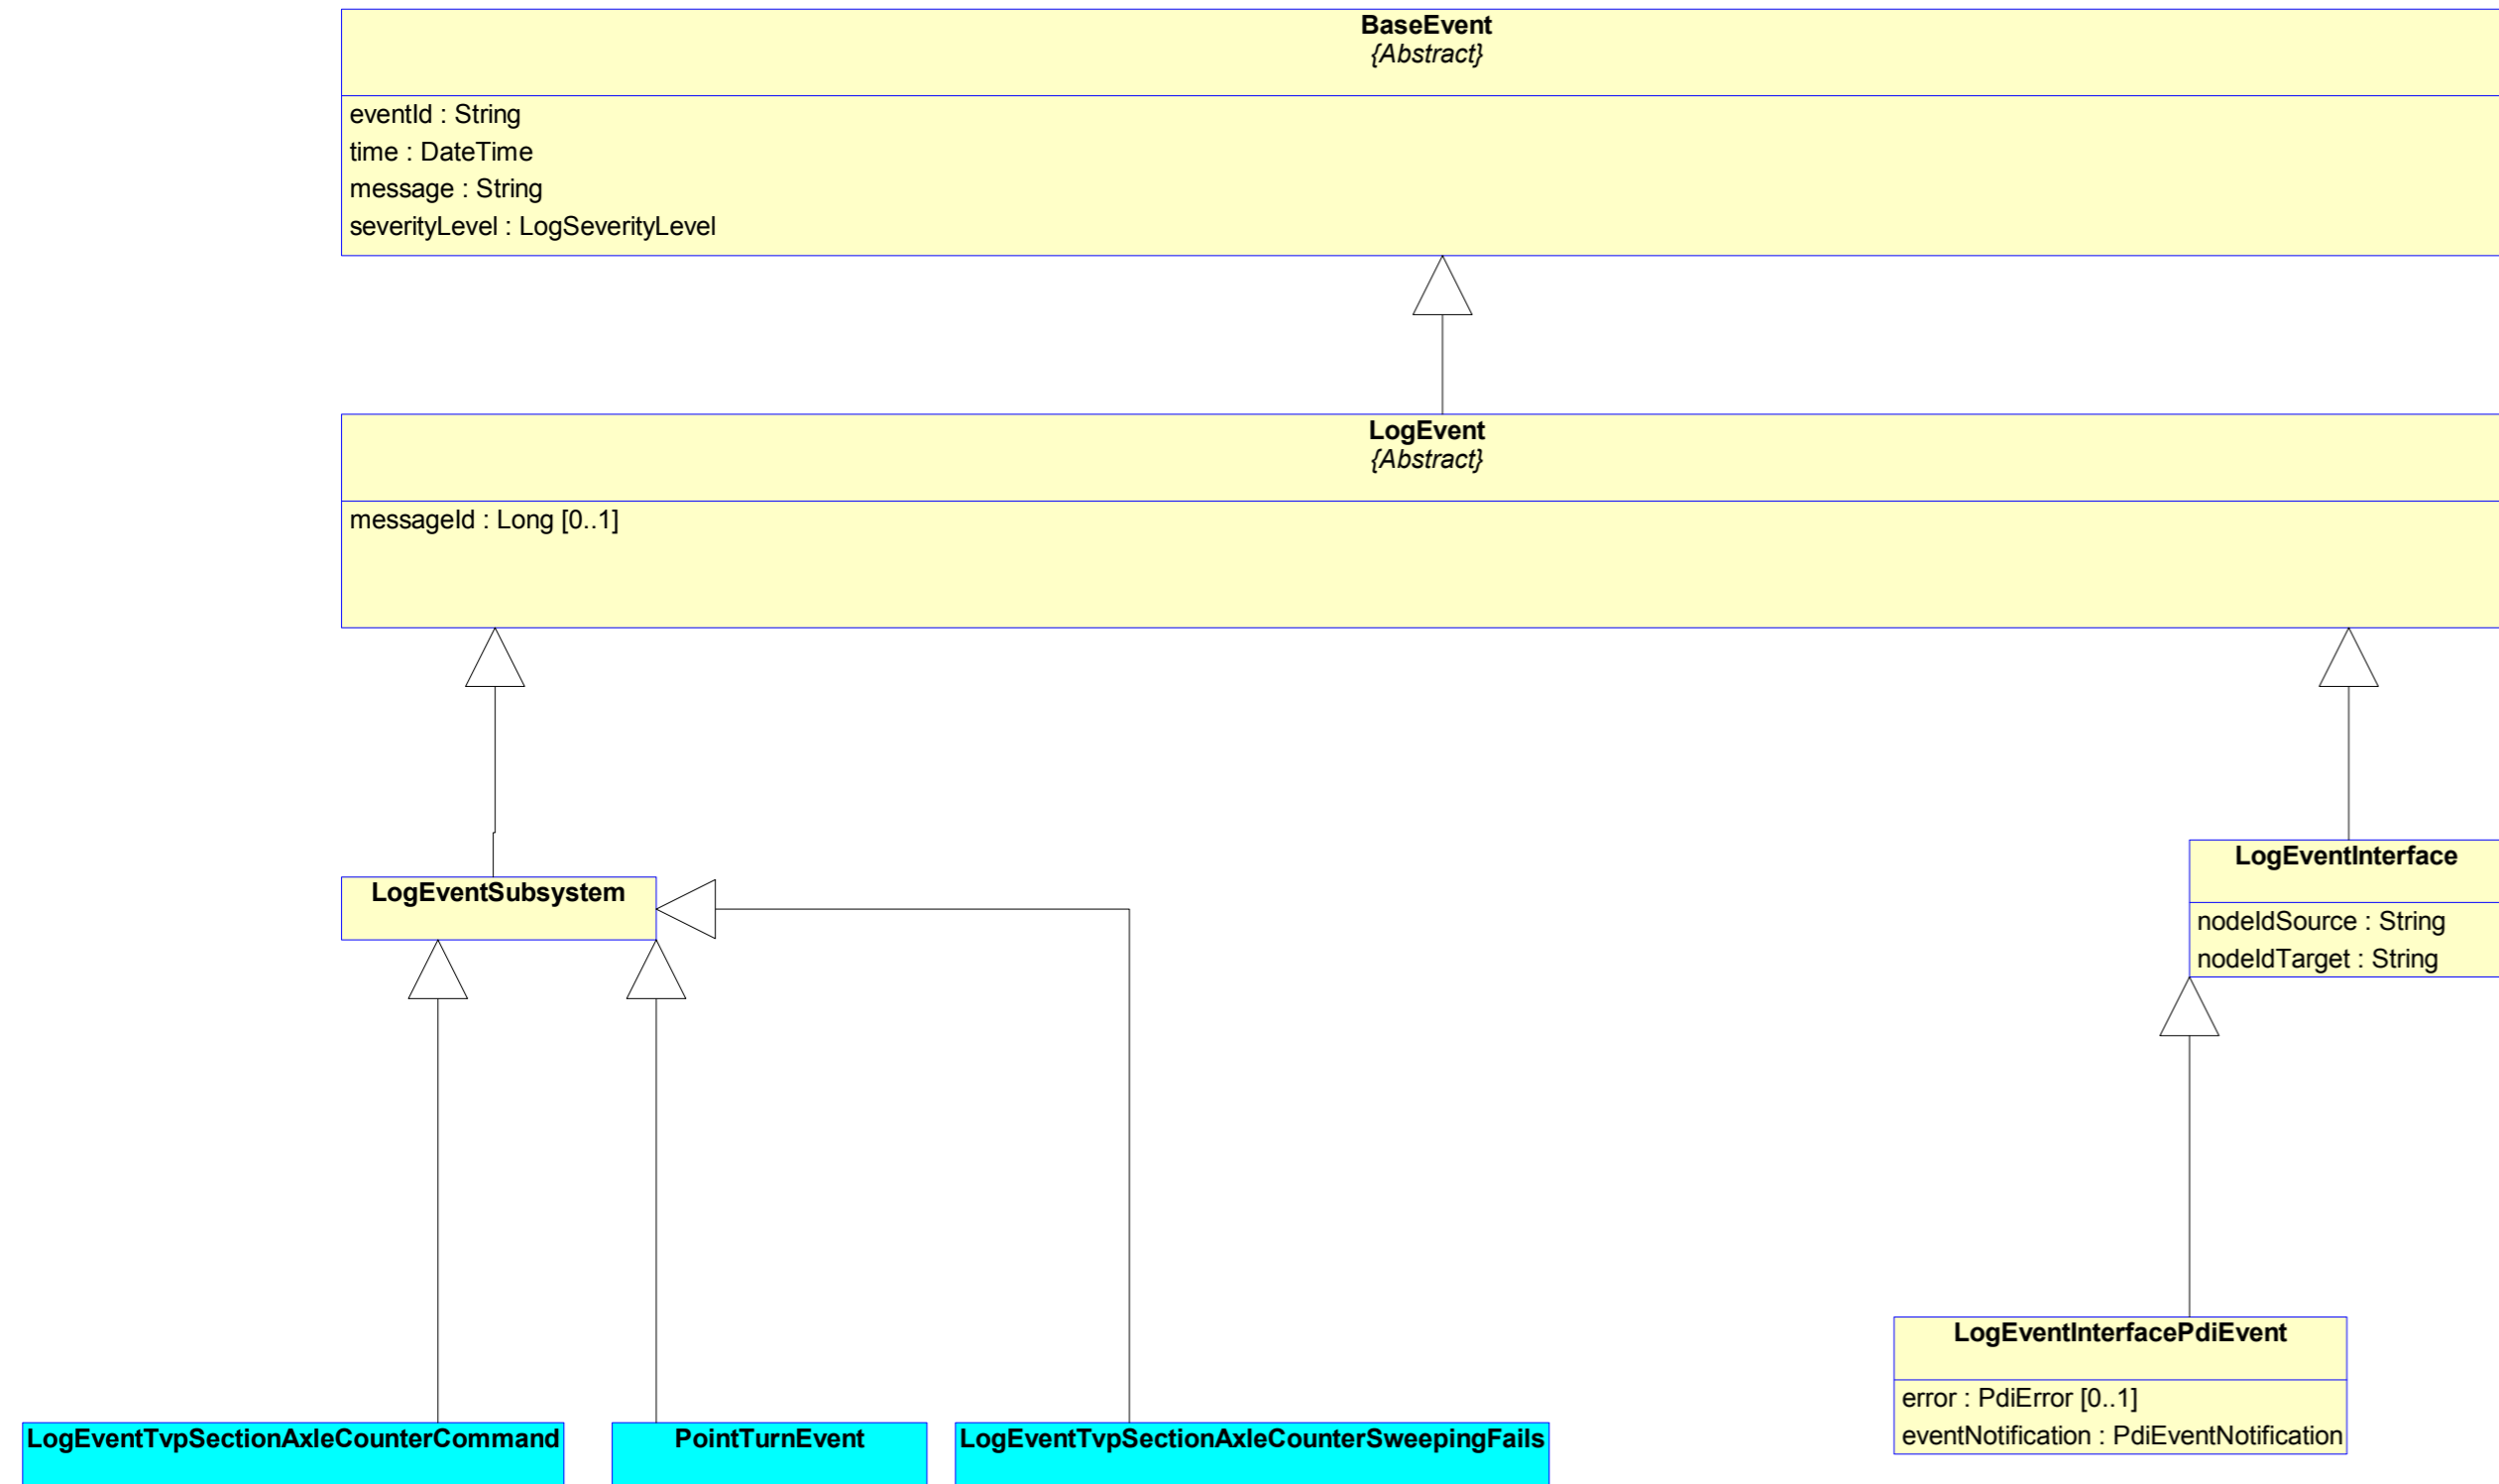 BaseEvent
{Abstract}
eventId : String
time : DateTime
message : String
severityLevel : LogSeverityLevel
LogEvent
{Abstract}
messageId : Long [0..1]
LogEventSubsystem
LogEventInterface
nodeIdSource : String
nodeIdTarget : String
LogEventInterfacePdiEvent
error : PdiError [0..1]
eventNotification : PdiEventNotification
LogEventTvpSectionAxleCounterCommand
PointTurnEvent
LogEventTvpSectionAxleCounterSweepingFails